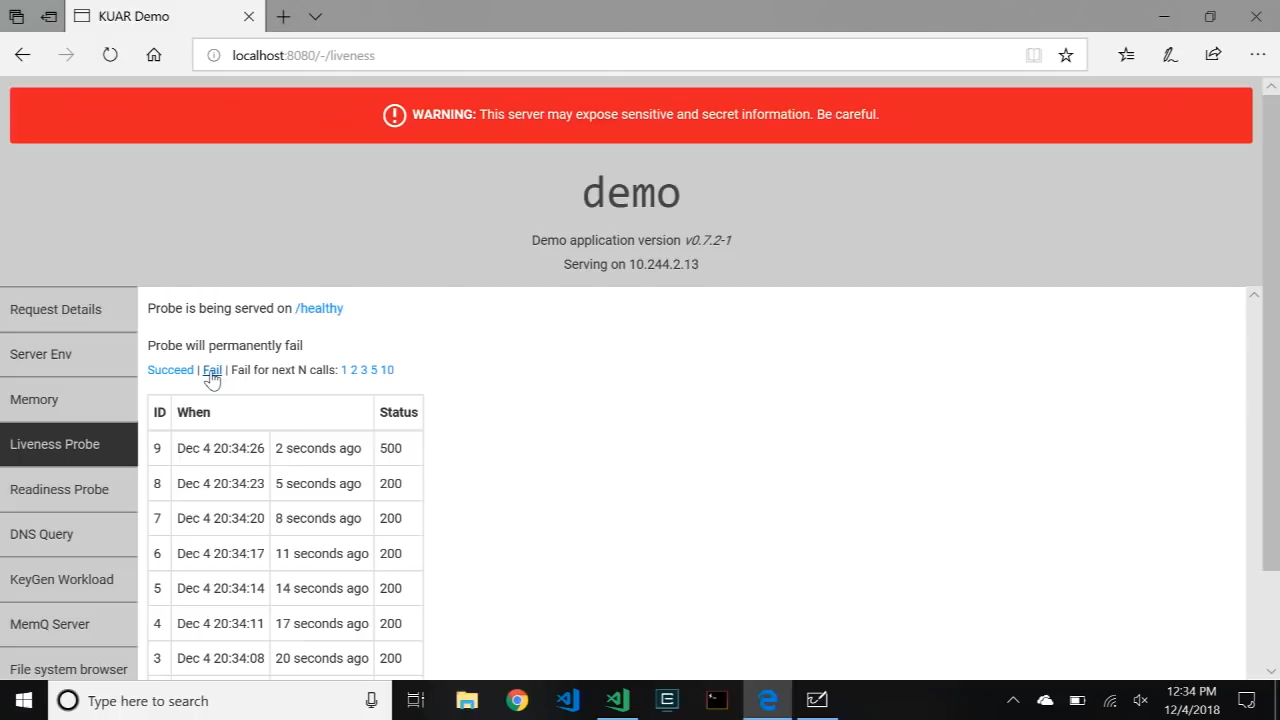 KUAR Demo
localhost:8080/-/liveness
WARNING: This server may expose sensitive and secret information. Be careful.
demo
Demo application version v0.7.2-1
Serving on 10.244.2.13
Request Details
Server Env
Memory
Liveness Probe
Readiness Probe
DNS Query
KeyGen Workload
MemQ Server
File system browser
Probe is being served on /healthy
Probe will permanently fail
Succeed | Fail | Fail for next N calls: 1 2 3 5 10
ID When Status
9 Dec 4 20:34:26 2 seconds ago 500
8 Dec 4 20:34:23 5 seconds ago 200
7 Dec 4 20:34:20 8 seconds ago 200
6 Dec 4 20:34:17 11 seconds ago 200
5 Dec 4 20:34:14 14 seconds ago 200
4 Dec 4 20:34:11 17 seconds ago 200
3 Dec 4 20:34:08 20 seconds ago 200
Type here to search
12:34 PM
12/4/2018